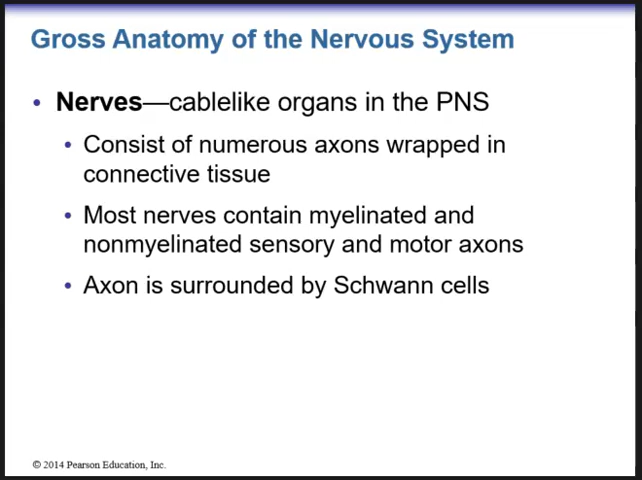 Gross Anatomy of the Nervous System
• Nerves—cablelike organs in the PNS
• Consist of numerous axons wrapped in
connective tissue
• Most nerves contain myelinated and
nonmyelinated sensory and motor axons
• Axon is surrounded by Schwann cells
© 2014 Pearson Education, Inc.